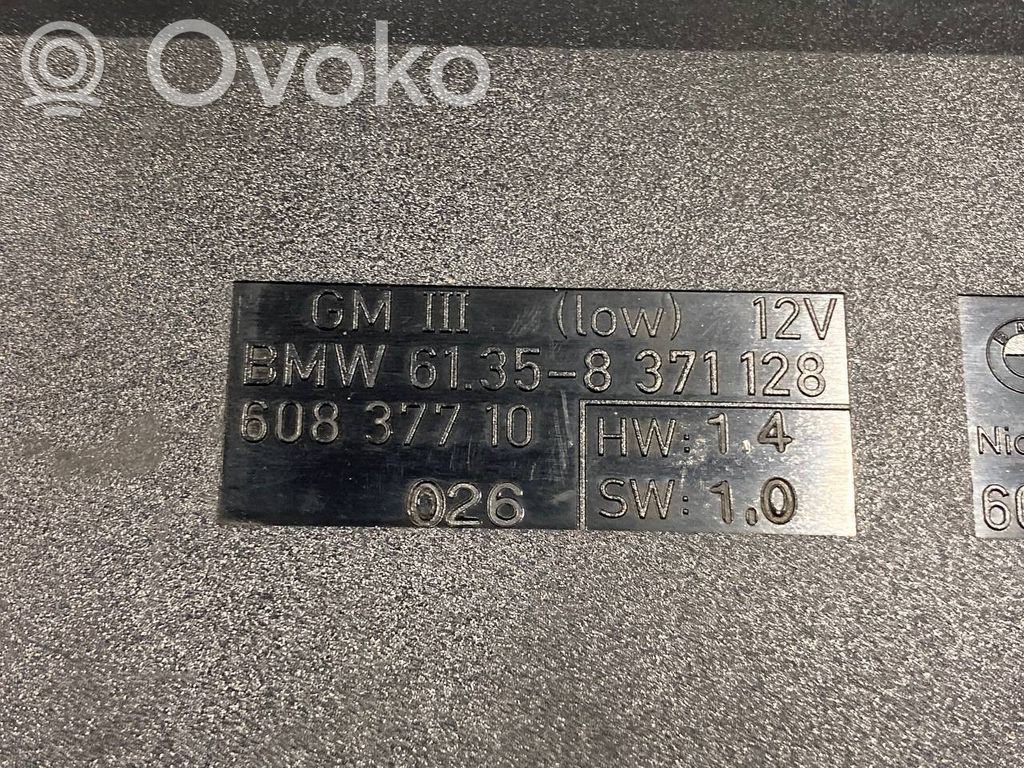 Ovoko
GM III (low) 12V
BMW 61.35-8 371 128
608 377 10
HW: 1.4
026
SW: 1.0